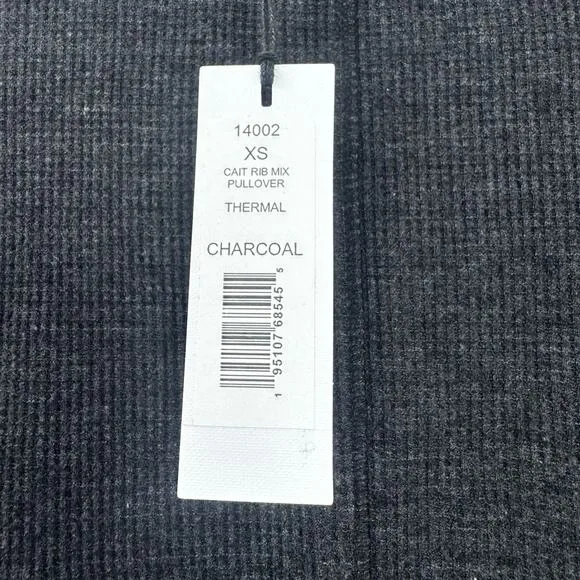 14002
XS
CAIT RIB MIX
PULLOVER
THERMAL
CHARCOAL
1 95107 68545 5